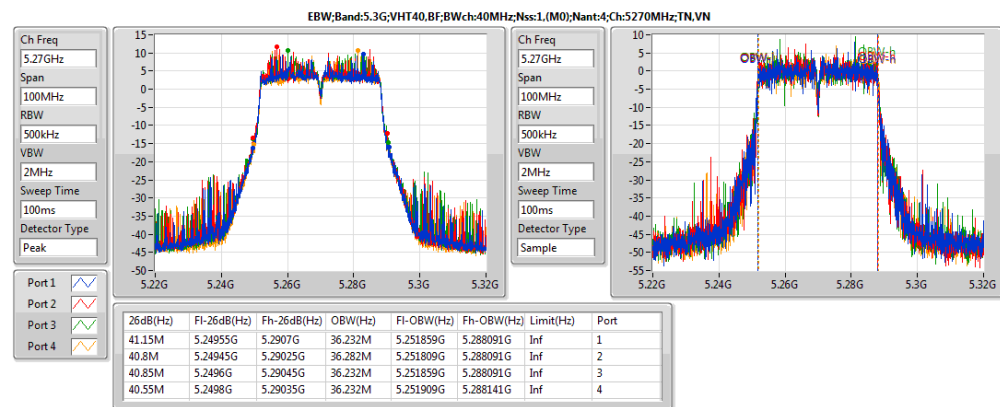 EBW;Band:5.3G;VHT40,BF;BWch:40MHz;Nss:1,(M0);Nant:4;Ch:5270MHz;TN,VN
Ch Freq
5.27GHz
Span
100MHz
RBW
500kHz
VBW
2MHz
Sweep Time
100ms
Detector Type
Peak
15
10
5
0
-5
-10
-15
-20
-25
-30
-35
-40
-45
-50
5.22G 5.24G 5.26G 5.28G 5.3G 5.32G
Ch Freq
5.27GHz
Span
100MHz
RBW
500kHz
VBW
2MHz
Sweep Time
100ms
Detector Type
Sample
10
5
0
-5
-10
-15
-20
-25
-30
-35
-40
-45
-50
-55
5.22G 5.24G 5.26G 5.28G 5.3G 5.32G
Port 1
Port 2
Port 3
Port 4
26dB(Hz) Fl-26dB(Hz) Fh-26dB(Hz) OBW(Hz) Fl-OBW(Hz) Fh-OBW(Hz) Limit(Hz) Port
41.15M 5.24955G 5.2907G 36.232M 5.251859G 5.288091G Inf 1
40.8M 5.24945G 5.29025G 36.282M 5.251809G 5.288091G Inf 2
40.85M 5.2496G 5.29045G 36.232M 5.251859G 5.288091G Inf 3
40.55M 5.2498G 5.29035G 36.232M 5.251909G 5.288141G Inf 4